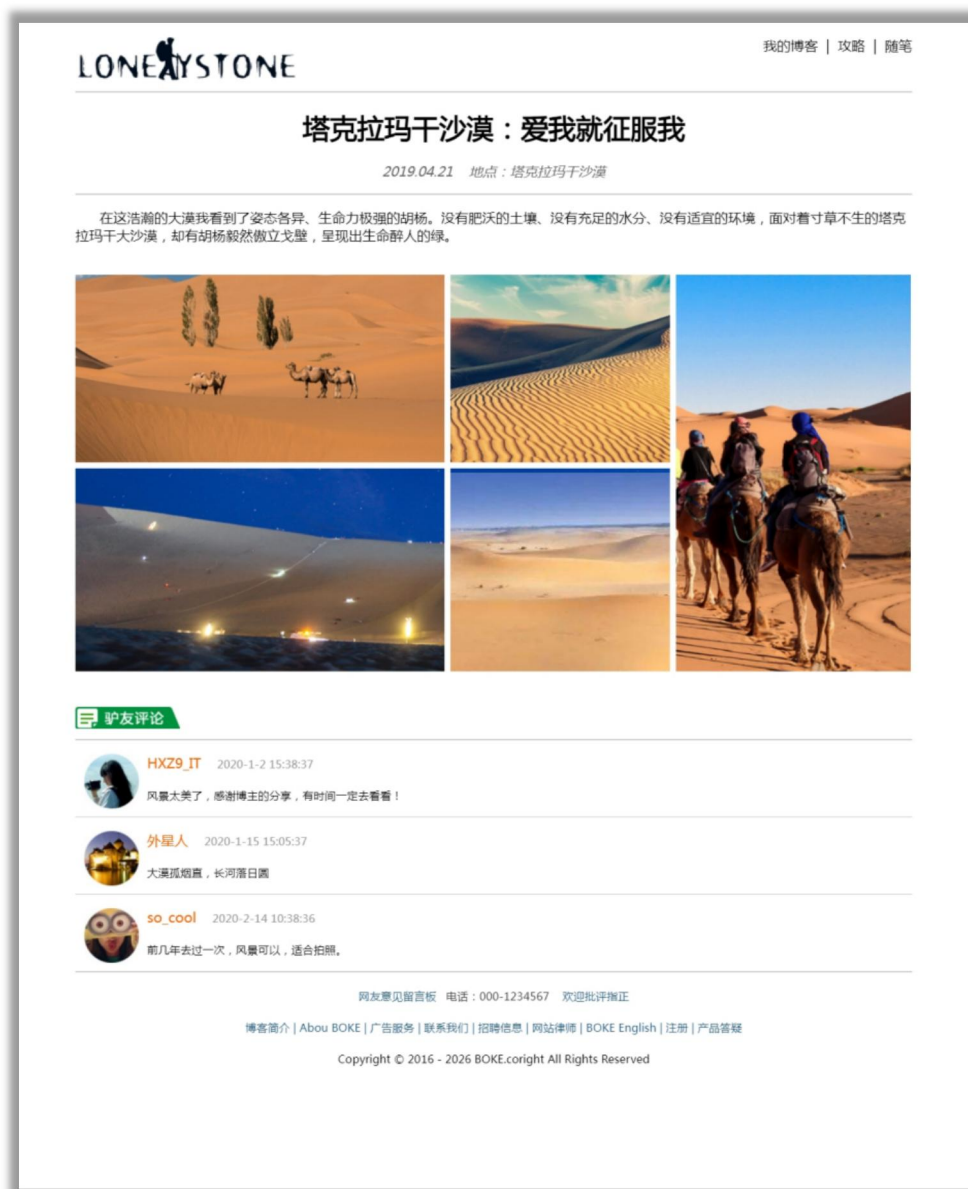 LONELYSTONE
我的博客 | 攻略 | 随笔
塔克拉玛干沙漠：爱我就征服我
2019.04.21 地点：塔克拉玛干沙漠
在这浩瀚的大漠我看到了姿态各异、生命力极强的胡杨。没有肥沃的土壤、没有充足的水分、没有适宜的环境，面对着寸草不生的塔克
拉玛干大沙漠，却有胡杨毅然傲立戈壁，呈现出生命醉人的绿。
驴友评论
HXZ9_IT 2020-1-2 15:38:37
风景太美了，感谢博主的分享，有时间一定去看看！
外星人 2020-1-15 15:05:37
大漠孤烟直，长河落日圆
so_cool 2020-2-14 10:38:36
前几年去过一次，风景可以，适合拍照。
网友意见留言板 电话：000-1234567 欢迎批评指正
博客简介 | Abou BOKE | 广告服务 | 联系我们 | 招聘信息 | 网站律师 | BOKE English | 注册 | 产品答疑
Copyright © 2016 - 2026 BOKE.coright All Rights Reserved